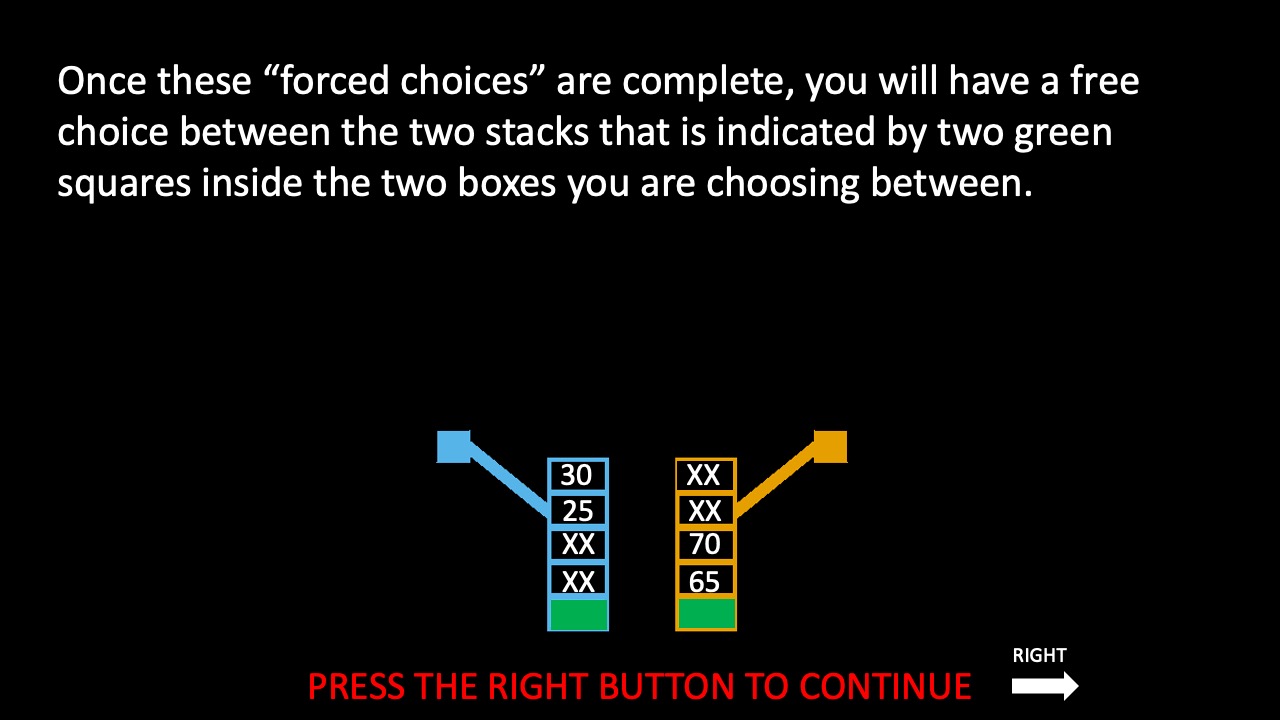 Once these “forced choices” are complete, you will have a free
choice between the two stacks that is indicated by two green
squares inside the two boxes you are choosing between.
30 XX
25 XX
XX 70
XX 65
RIGHT
PRESS THE RIGHT BUTTON TO CONTINUE